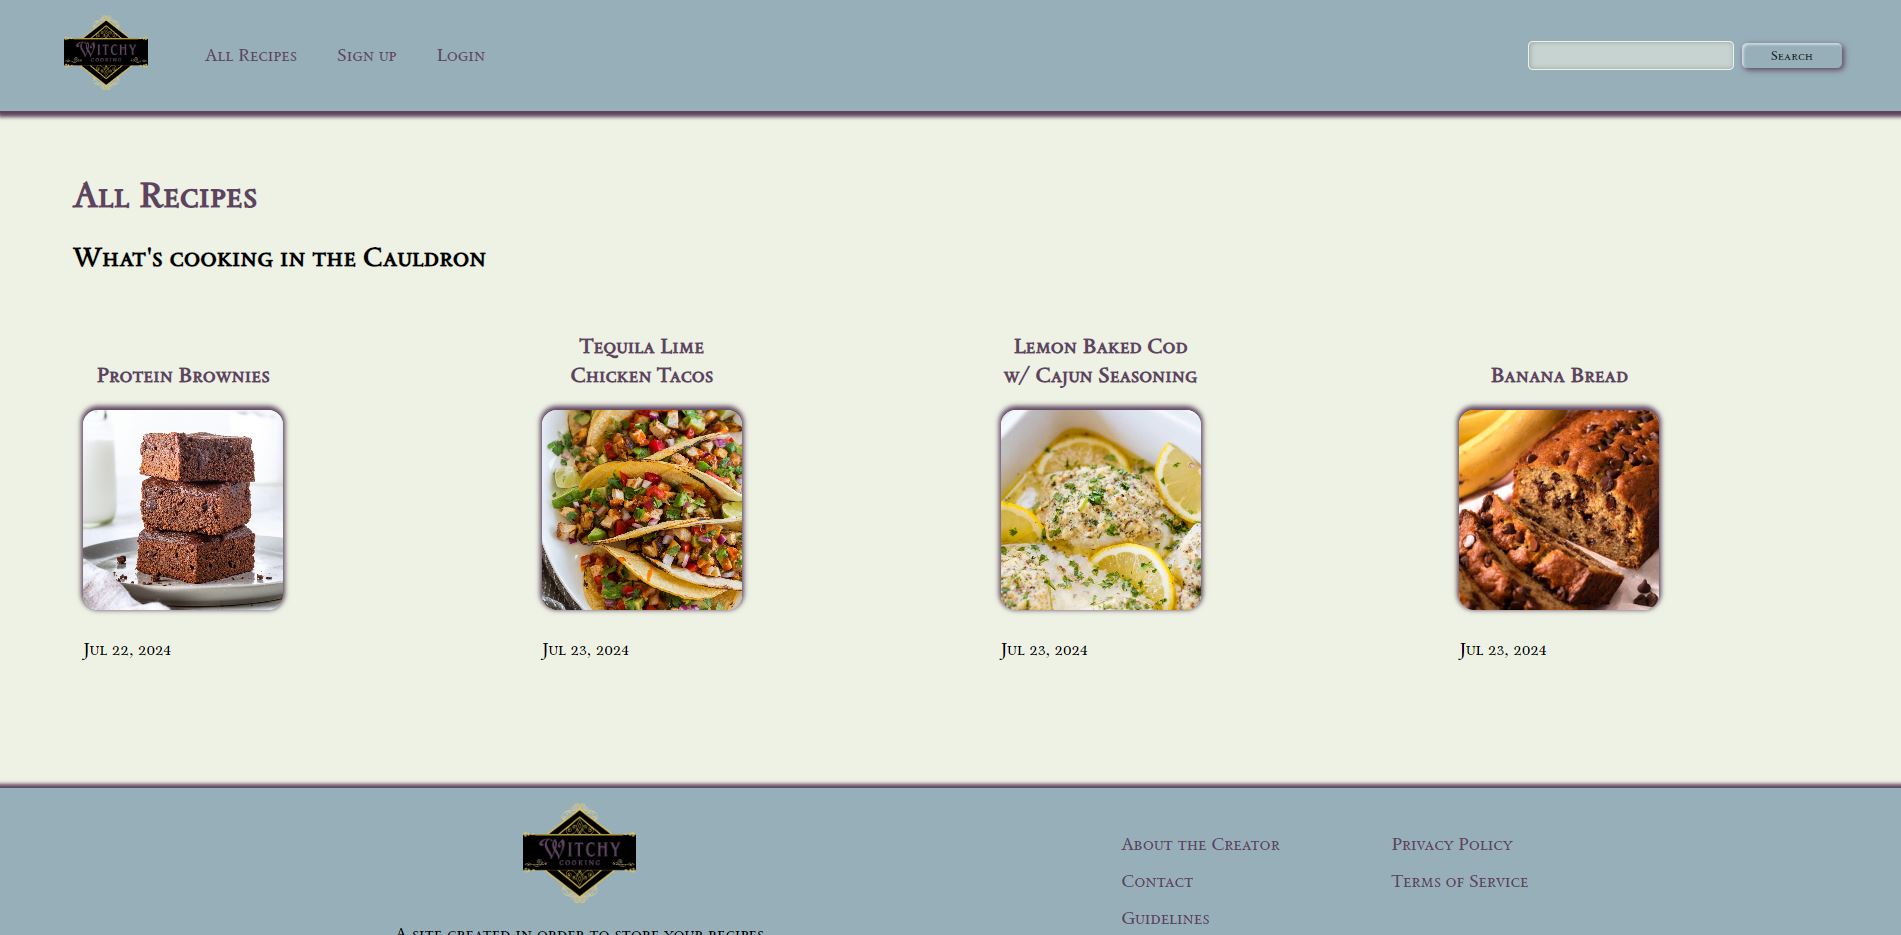 Witchy
Cooking
All Recipes
Sign up
Login
Search
All Recipes
What's cooking in the Cauldron
Protein Brownies
Tequila Lime
Chicken Tacos
Lemon Baked Cod
w/ Cajun Seasoning
Banana Bread
Jul 22, 2024
Jul 23, 2024
Jul 23, 2024
Jul 23, 2024
Witchy
Cooking
A site created in order to store your recipes
About the Creator
Contact
Guidelines
Privacy Policy
Terms of Service